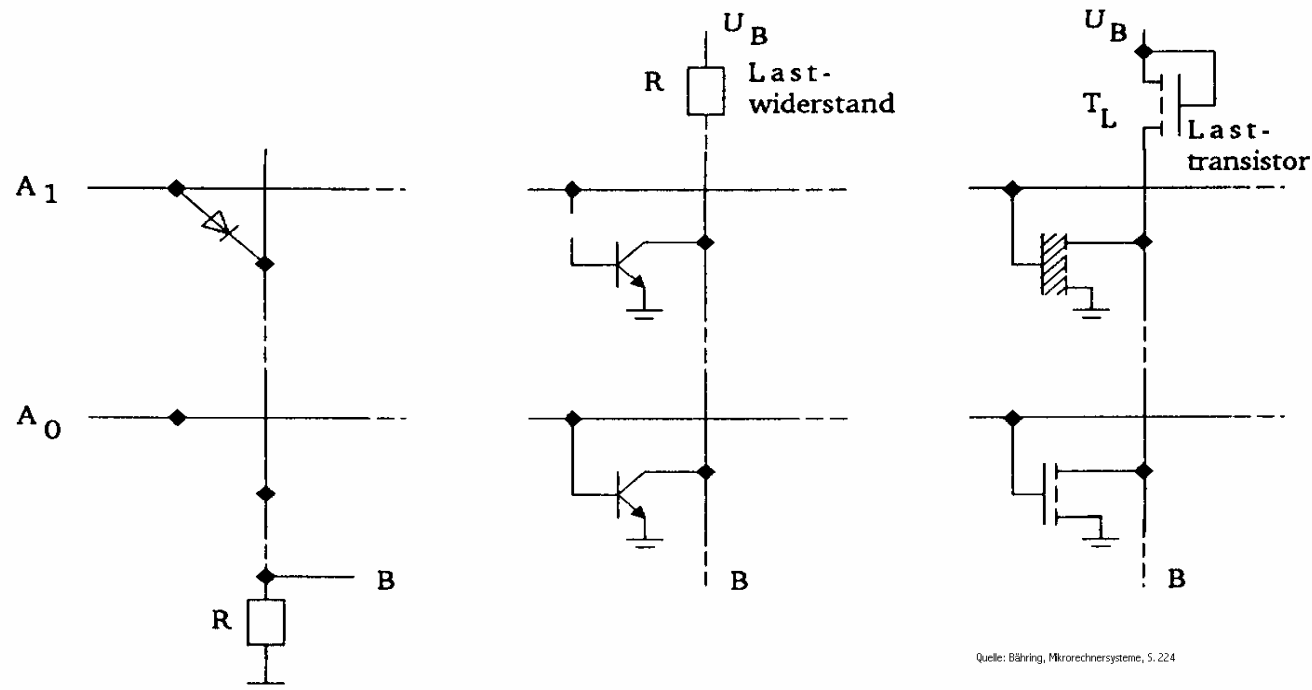 A1
A0
R
B
UB
R
Last-
widerstand
B
UB
TL
Last-
transistor
B
Quelle: Bähring, Mikrorechnersysteme, S. 224